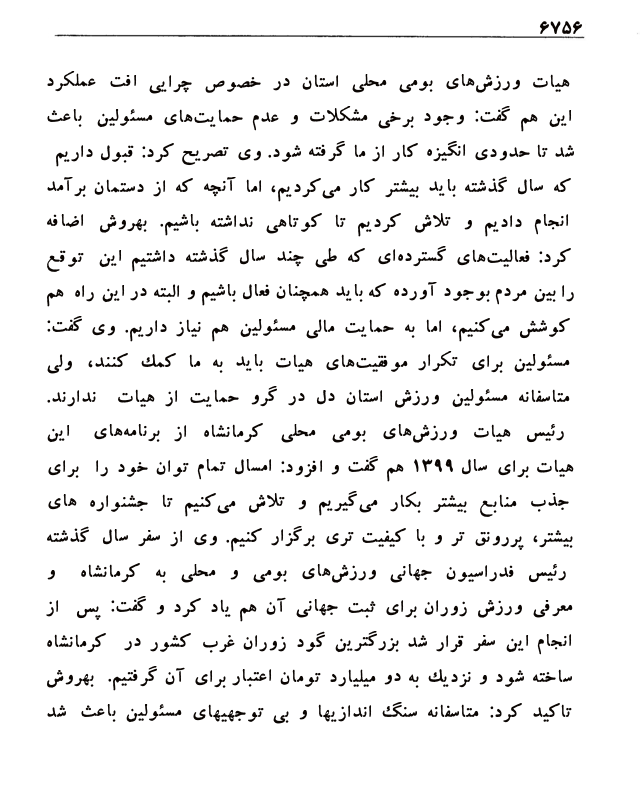 ۶۷۵۶
هیات ورزش‌های بومی محلی استان در خصوص چرایی افت عملکرد
این هم گفت: وجود برخی مشکلات و عدم حمایت‌های مسئولین باعث
شد تا حدودی انگیزه کار از ما گرفته شود. وی تصریح کرد: قبول داریم
که سال گذشته باید بیشتر کار می‌کردیم، اما آنچه که از دستمان برآمد
انجام دادیم و تلاش کردیم تا کوتاهی نداشته باشیم. بهروش اضافه
کرد: فعالیت‌های گسترده‌ای که طی چند سال گذشته داشتیم این توقع
را بین مردم بوجود آورده که باید همچنان فعال باشیم و البته در این راه هم
کوشش می‌کنیم، اما به حمایت مالی مسئولین هم نیاز داریم. وی گفت:
مسئولین برای تکرار موفقیت‌های هیات باید به ما کمك کنند، ولی
متاسفانه مسئولین ورزش استان دل در گرو حمایت از هیات ندارند.
رئیس هیات ورزش‌های بومی محلی کرمانشاه از برنامه‌های این
هیات برای سال ۱۳۹۹ هم گفت و افزود: امسال تمام توان خود را برای
جذب منابع بیشتر بکار می‌گیریم و تلاش می‌کنیم تا جشنواره های
بیشتر، پررونق تر و با کیفیت تری برگزار کنیم. وی از سفر سال گذشته
رئیس فدراسیون جهانی ورزش‌های بومی و محلی به کرمانشاه و
معرفی ورزش زوران برای ثبت جهانی آن هم یاد کرد و گفت: پس از
انجام این سفر قرار شد بزرگترین گود زوران غرب کشور در کرمانشاه
ساخته شود و نزدیك به دو میلیارد تومان اعتبار برای آن گرفتیم. بهروش
تاکید کرد: متاسفانه سنگ اندازیها و بی توجهیهای مسئولین باعث شد